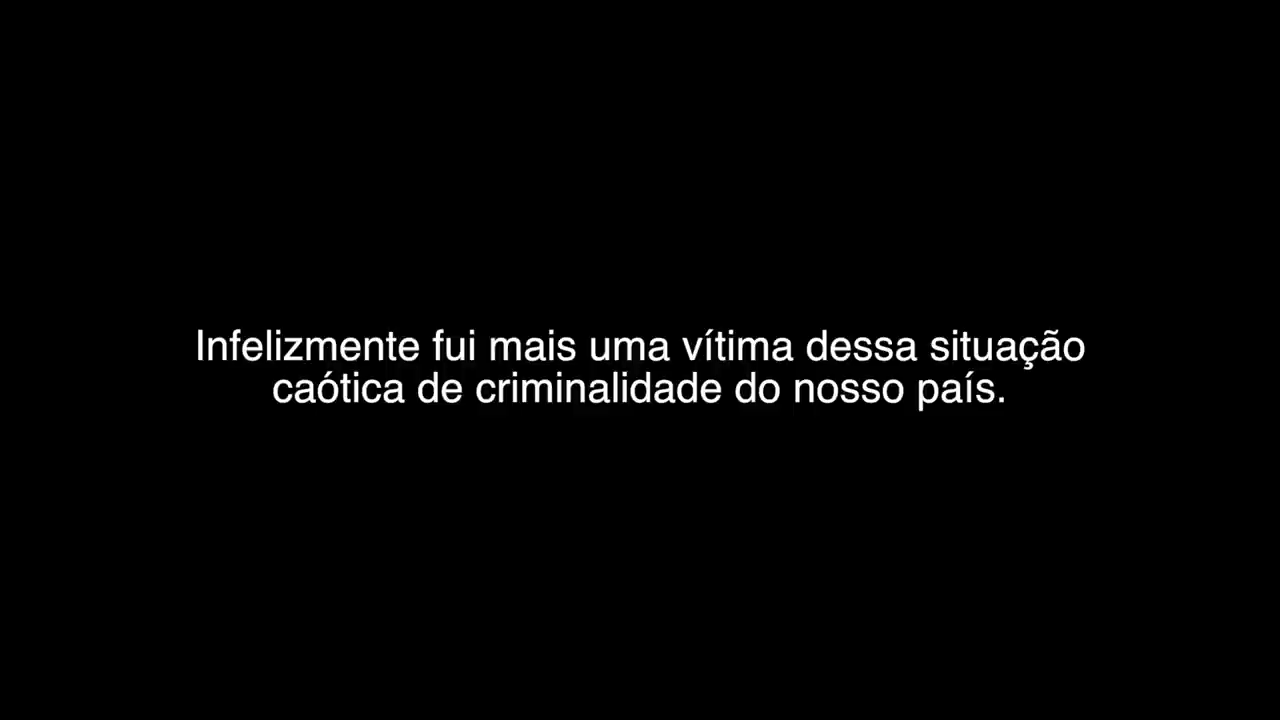 Infelizmente fui mais uma vítima dessa situação
caótica de criminalidade do nosso país.